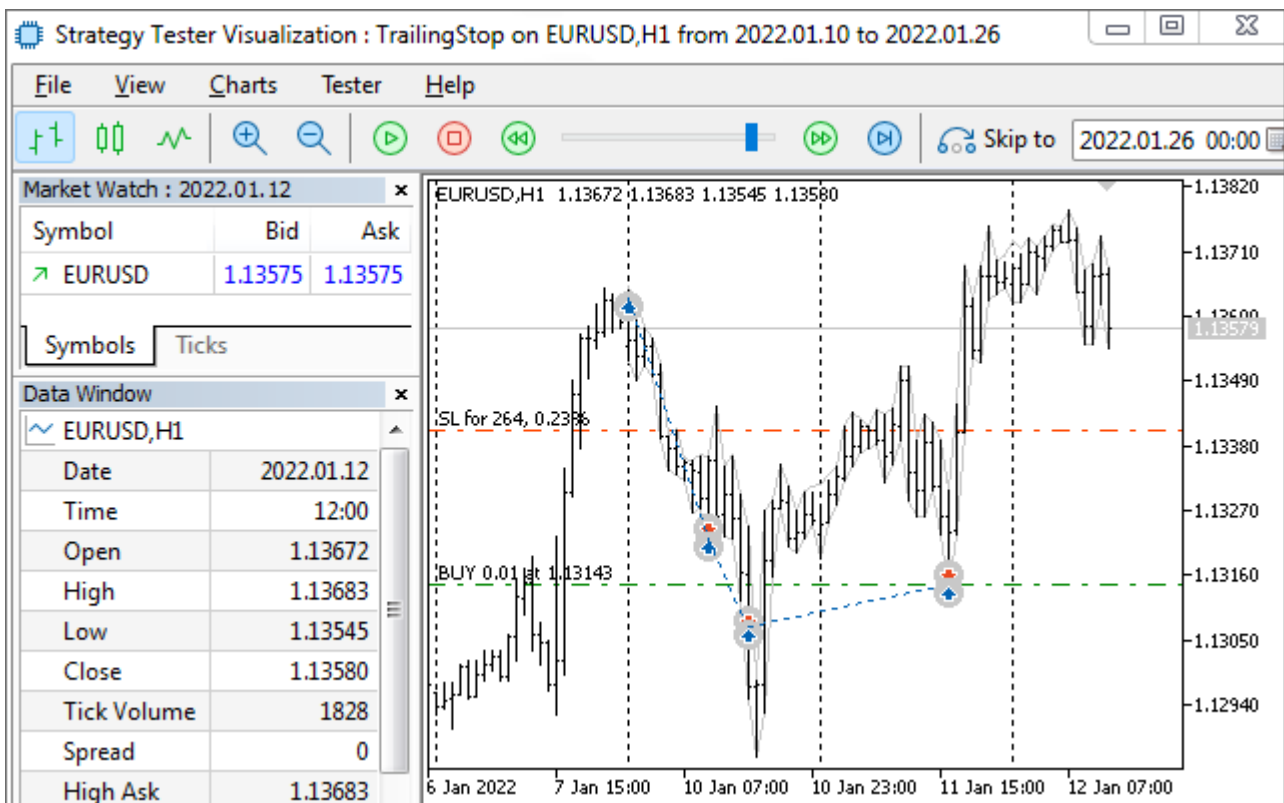 Strategy Tester Visualization : TrailingStop on EURUSD,H1 from 2022.01.10 to 2022.01.26
File View Charts Tester Help
Skip to 2022.01.26 00:00
Market Watch : 2022.01.12
Symbol Bid Ask
EURUSD 1.13575 1.13575
Symbols Ticks
Data Window
EURUSD,H1
Date 2022.01.12
Time 12:00
Open 1.13672
High 1.13683
Low 1.13545
Close 1.13580
Tick Volume 1828
Spread 0
High Ask 1.13683
EURUSD,H1 1.13672 1.13683 1.13545 1.13580
SL for 264, 0.23%
BUY 0.01 at 1.13143
1.13820
1.13710
1.13600
1.13579
1.13490
1.13380
1.13270
1.13160
1.13050
1.12940
6 Jan 2022 7 Jan 15:00 10 Jan 07:00 10 Jan 23:00 11 Jan 15:00 12 Jan 07:00